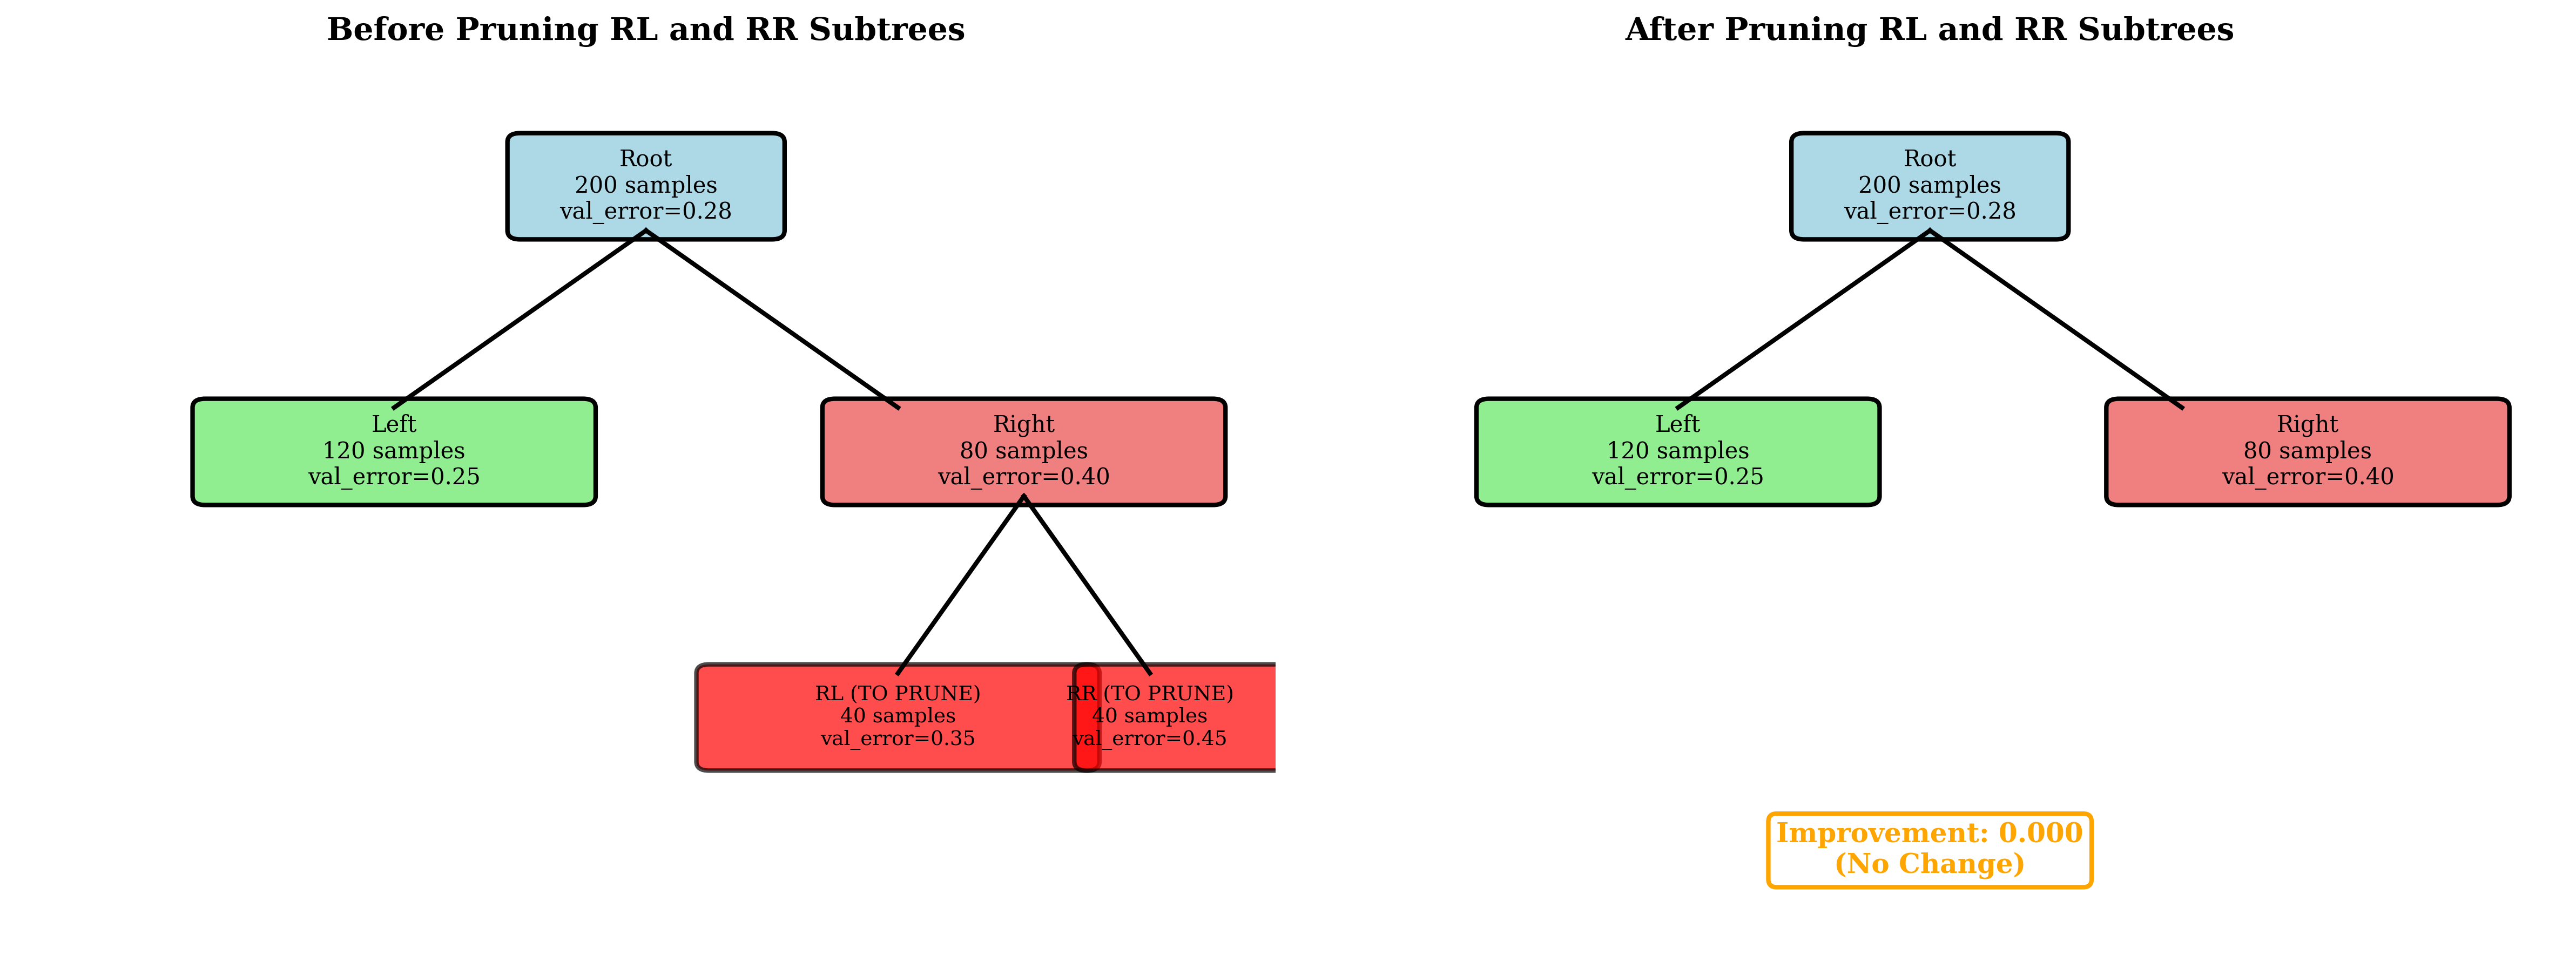 Before Pruning RL and RR Subtrees
Root
200 samples
val_error=0.28
Left
120 samples
val_error=0.25
Right
80 samples
val_error=0.40
RL (TO PRUNE)
40 samples
val_error=0.35
RR (TO PRUNE)
40 samples
val_error=0.45
After Pruning RL and RR Subtrees
Root
200 samples
val_error=0.28
Left
120 samples
val_error=0.25
Right
80 samples
val_error=0.40
Improvement: 0.000
(No Change)